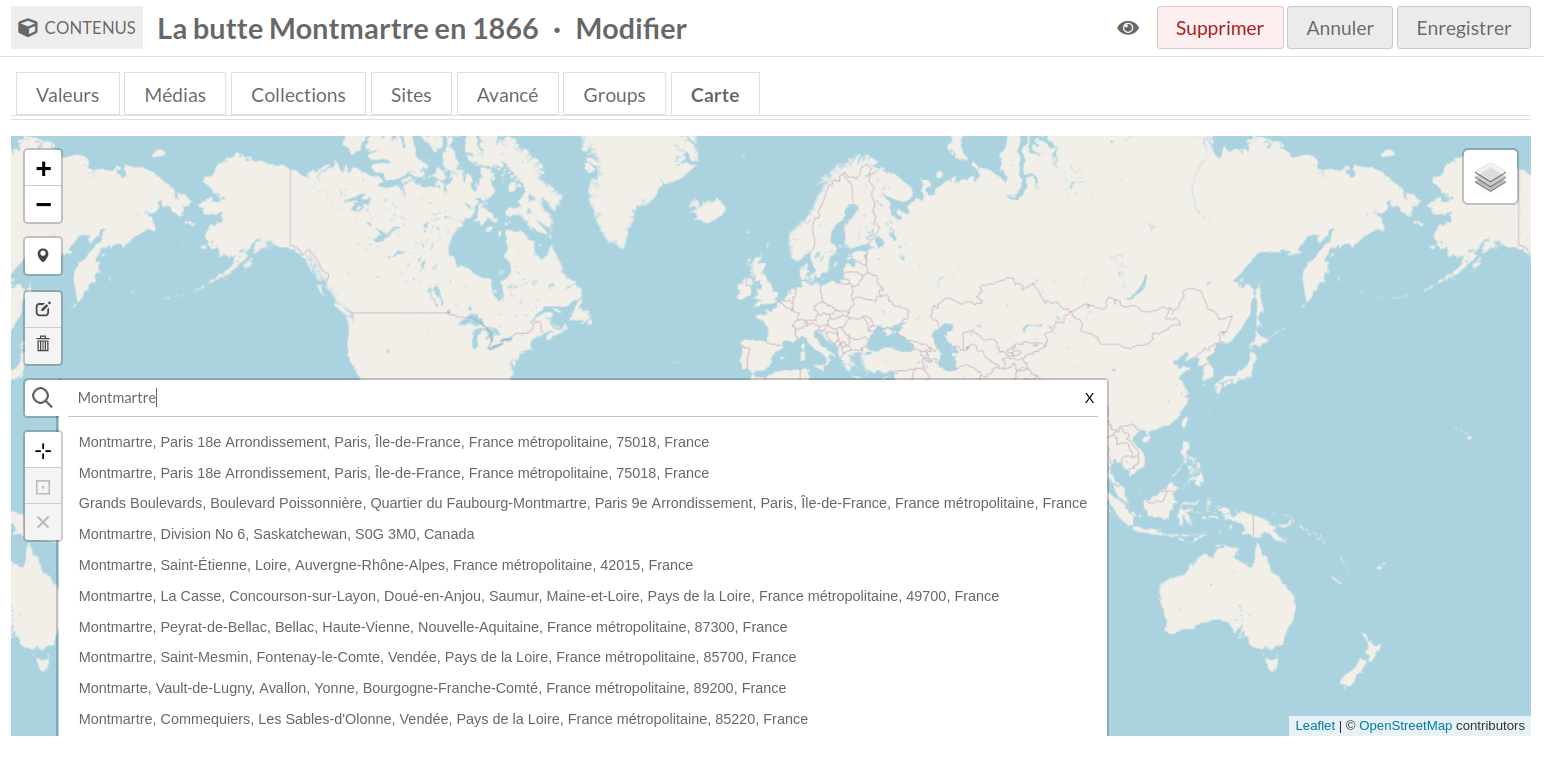 CONTENUS La butte Montmartre en 1866 · Modifier Supprimer Annuler Enregistrer
Valeurs Médias Collections Sites Avancé Groups Carte
+
−
Montmartre X
Montmartre, Paris 18e Arrondissement, Paris, Île-de-France, France métropolitaine, 75018, France
Montmartre, Paris 18e Arrondissement, Paris, Île-de-France, France métropolitaine, 75018, France
Grands Boulevards, Boulevard Poissonnière, Quartier du Faubourg-Montmartre, Paris 9e Arrondissement, Paris, Île-de-France, France métropolitaine, France
Montmartre, Division No 6, Saskatchewan, S0G 3M0, Canada
Montmartre, Saint-Étienne, Loire, Auvergne-Rhône-Alpes, France métropolitaine, 42015, France
Montmartre, La Casse, Concourson-sur-Layon, Doué-en-Anjou, Saumur, Maine-et-Loire, Pays de la Loire, France métropolitaine, 49700, France
Montmartre, Peyrat-de-Bellac, Bellac, Haute-Vienne, Nouvelle-Aquitaine, France métropolitaine, 87300, France
Montmartre, Saint-Mesmin, Fontenay-le-Comte, Vendée, Pays de la Loire, France métropolitaine, 85700, France
Montmarte, Vault-de-Lugny, Avallon, Yonne, Bourgogne-Franche-Comté, France métropolitaine, 89200, France
Montmartre, Commequiers, Les Sables-d'Olonne, Vendée, Pays de la Loire, France métropolitaine, 85220, France
Leaflet | © OpenStreetMap contributors